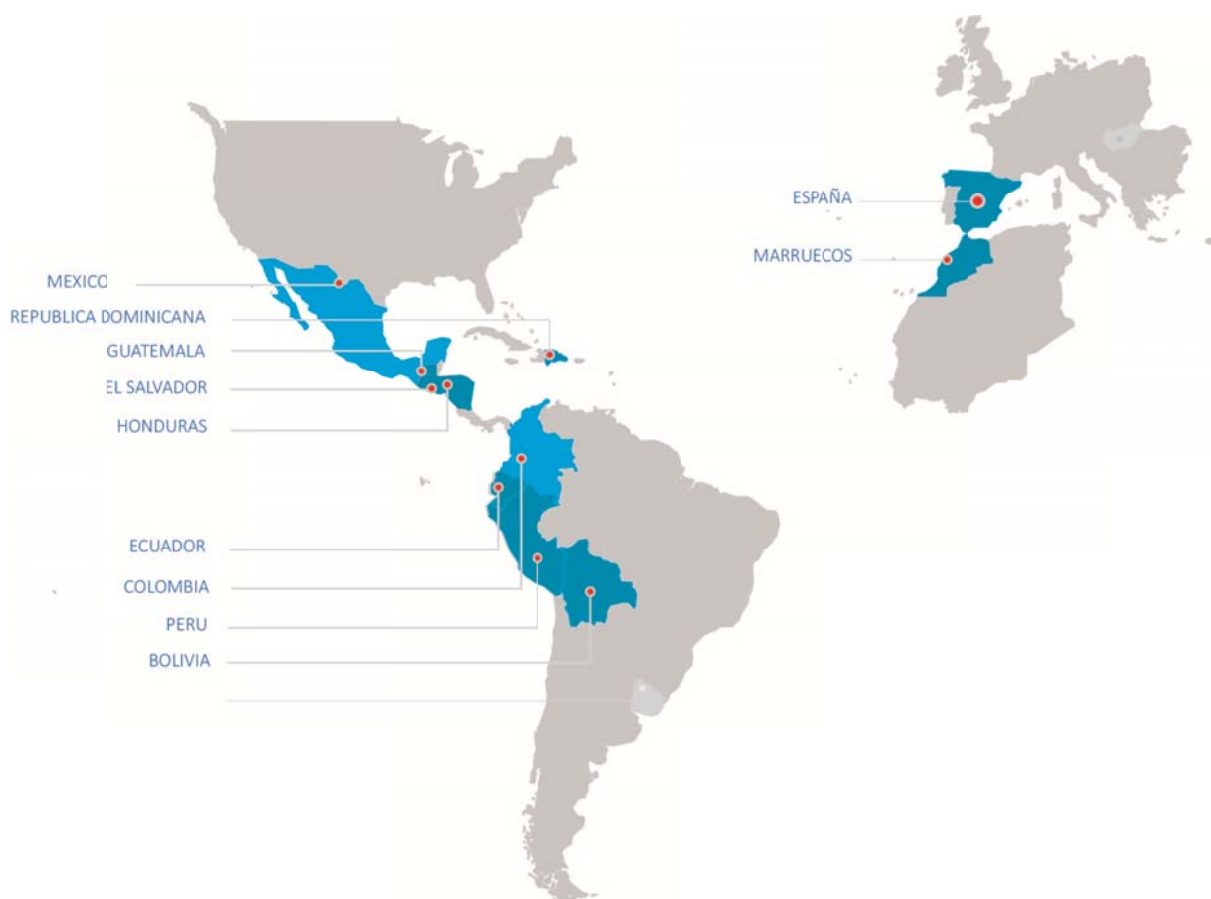 ESPAÑA
MARRUECOS
MEXICO
REPUBLICA DOMINICANA
GUATEMALA
EL SALVADOR
HONDURAS
ECUADOR
COLOMBIA
PERU
BOLIVIA